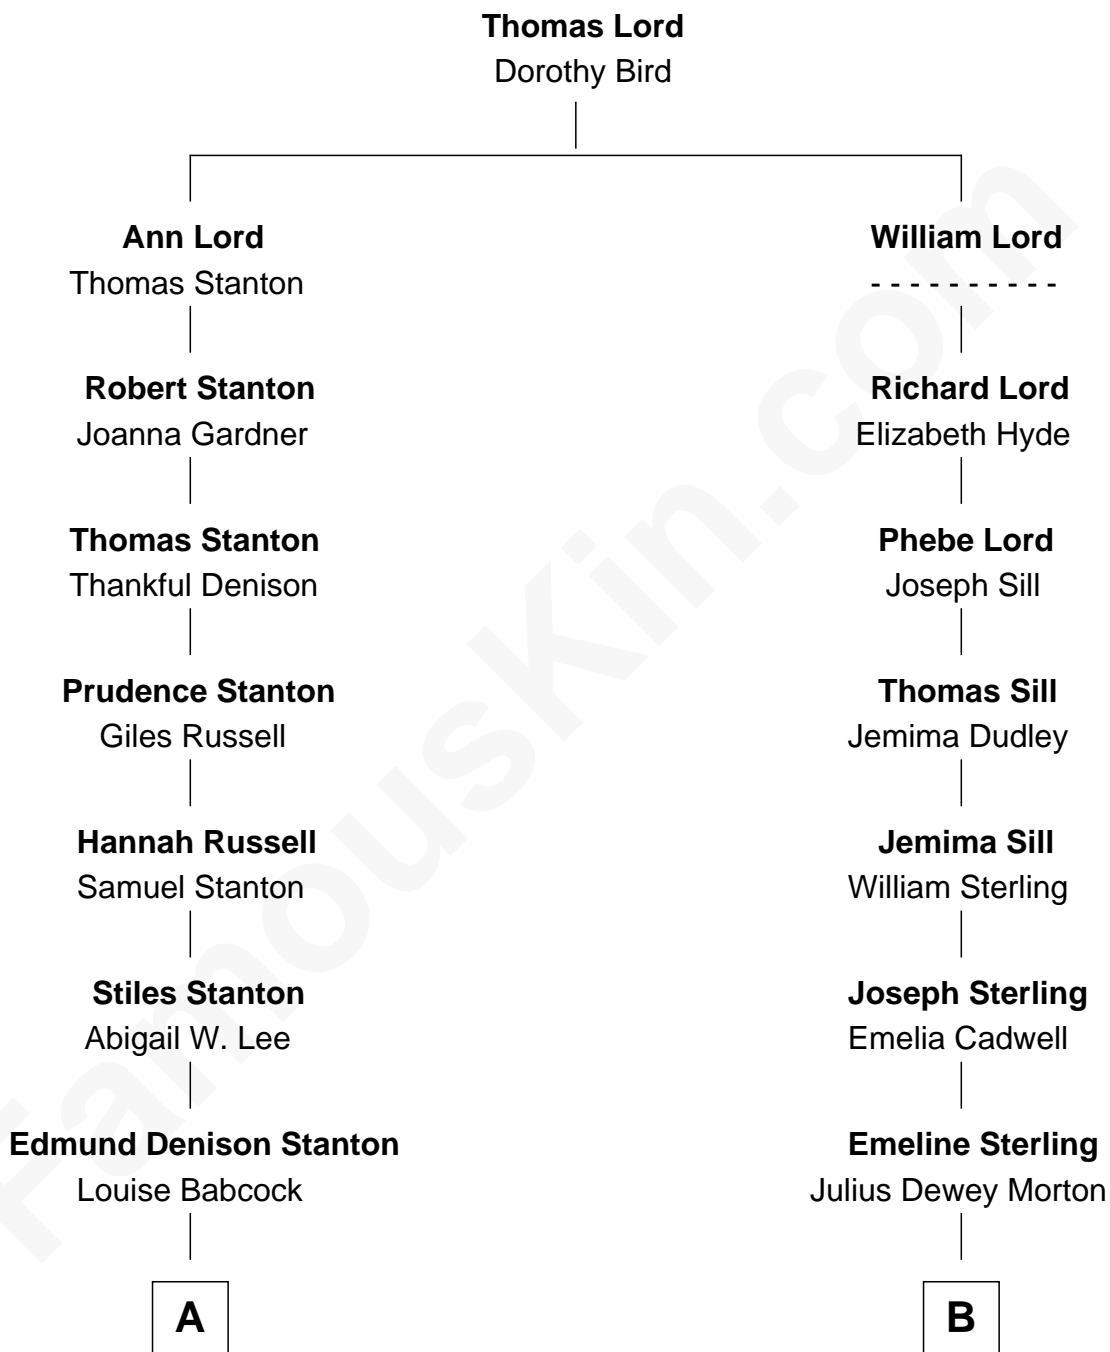 Thomas Lord
Dorothy Bird
Ann Lord
Thomas Stanton
William Lord
- - - - - - - - - -
Robert Stanton
Joanna Gardner
Richard Lord
Elizabeth Hyde
Thomas Stanton
Thankful Denison
Phebe Lord
Joseph Sill
Prudence Stanton
Giles Russell
Thomas Sill
Jemima Dudley
Hannah Russell
Samuel Stanton
Jemima Sill
William Sterling
Stiles Stanton
Abigail W. Lee
Joseph Sterling
Emelia Cadwell
Edmund Denison Stanton
Louise Babcock
Emeline Sterling
Julius Dewey Morton
A
B
FamousKin.com